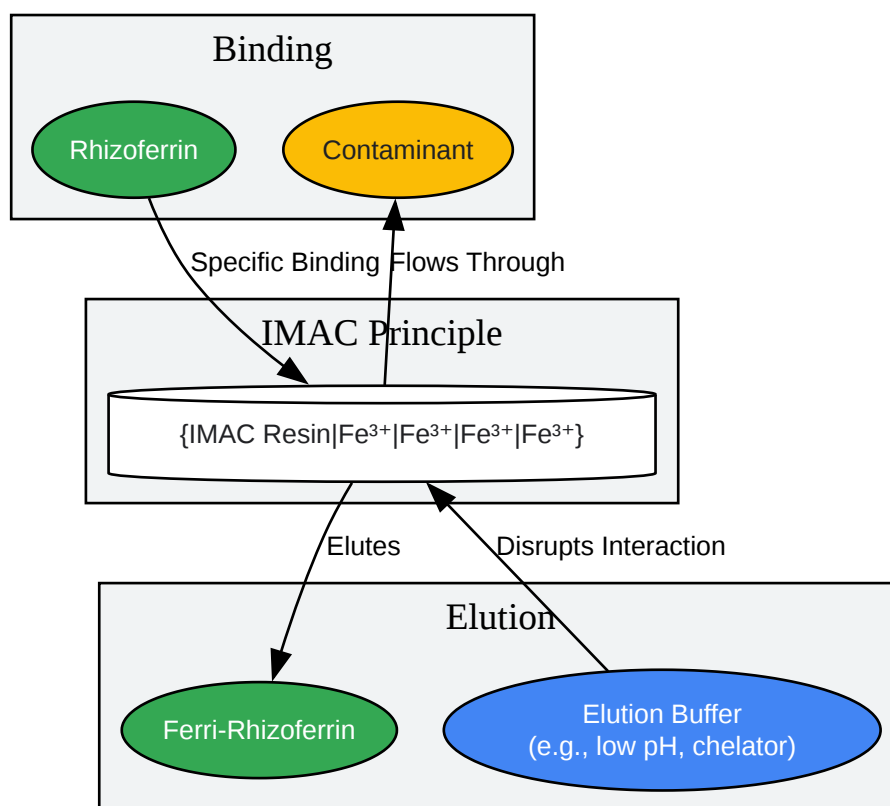 Binding
Rhizoferrin
Contaminant
Specific Binding
Flows Through
IMAC Principle
{IMAC Resin|Fe³⁺|Fe³⁺|Fe³⁺|Fe³⁺}
Elutes
Disrupts Interaction
Elution
Ferri-Rhizoferrin
Elution Buffer
(e.g., low pH, chelator)